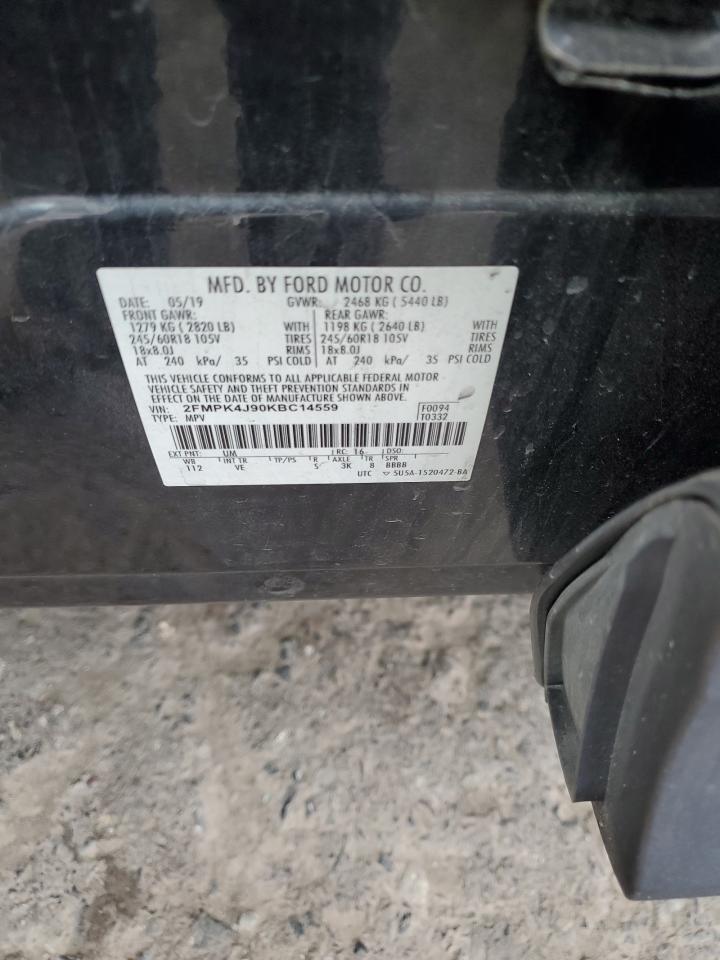 MFD. BY FORD MOTOR CO.
DATE: 05/19 GVWR: 2468 KG ( 5440 LB)
FRONT GAWR: REAR GAWR:
1279 KG ( 2820 LB) WITH 1198 KG ( 2640 LB) WITH
245/60R18 105V TIRES 245/60R18 105V TIRES
18x8.0J RIMS 18x8.0J RIMS
AT 240 kPa/ 35 PSI COLD AT 240 kPa/ 35 PSI COLD
THIS VEHICLE CONFORMS TO ALL APPLICABLE FEDERAL MOTOR
VEHICLE SAFETY AND THEFT PREVENTION STANDARDS IN
EFFECT ON THE DATE OF MANUFACTURE SHOWN ABOVE.
VIN: 2FMPK4J90KBC14559 F0094
TYPE: MPV T0332
EXT PNT: UM RC: 16 DSO:
WB INT TR TP/PS R AXLE TR SPR
112 VE S 3K 8 BBBB
UTC 5U5A-1520472-BA